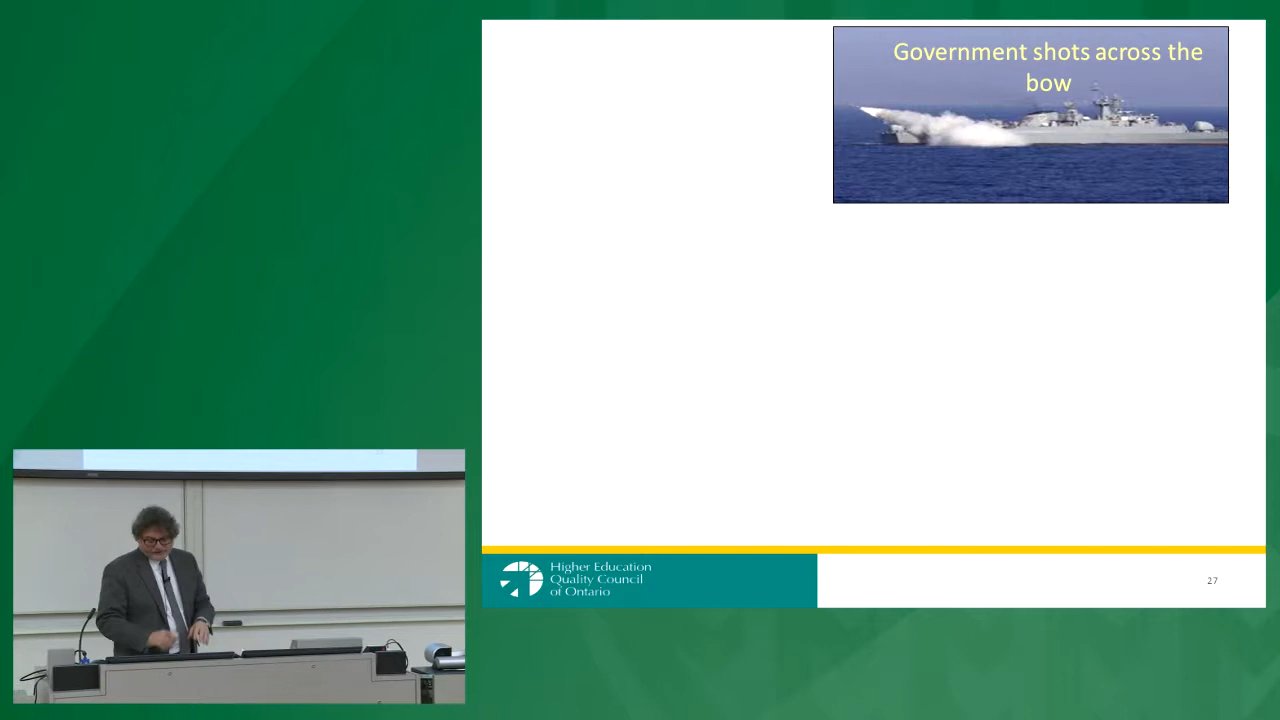 Government shots across the
bow
Higher Education
Quality Council
of Ontario
27